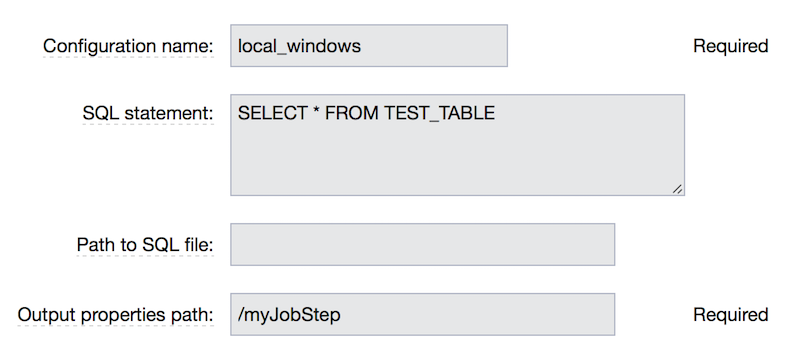 Configuration name: local_windows Required
SQL statement: SELECT * FROM TEST_TABLE
Path to SQL file:
Output properties path: /myJobStep Required